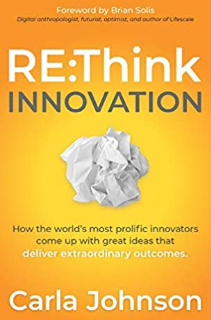 Foreword by Brian Solis
Digital anthropologist, futurist, optimist, and author of Lifescale
RE:Think
INNOVATION
How the world's most prolific innovators
come up with great ideas that
deliver extraordinary outcomes.
Carla Johnson